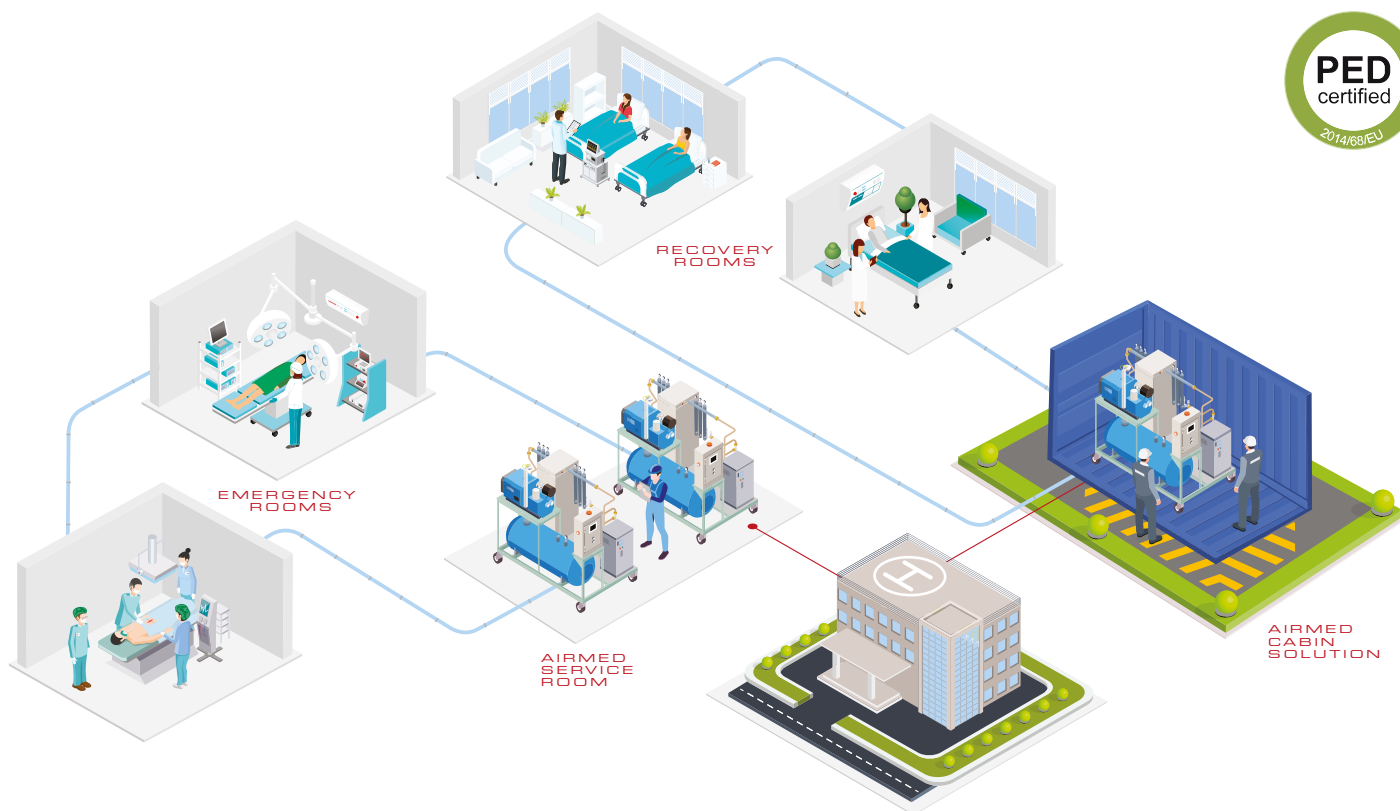 PED
certified
2014/68/EU
RECOVERY
ROOMS
EMERGENCY
ROOMS
AIRMED
SERVICE
ROOM
H
AIRMED
CABIN
SOLUTION